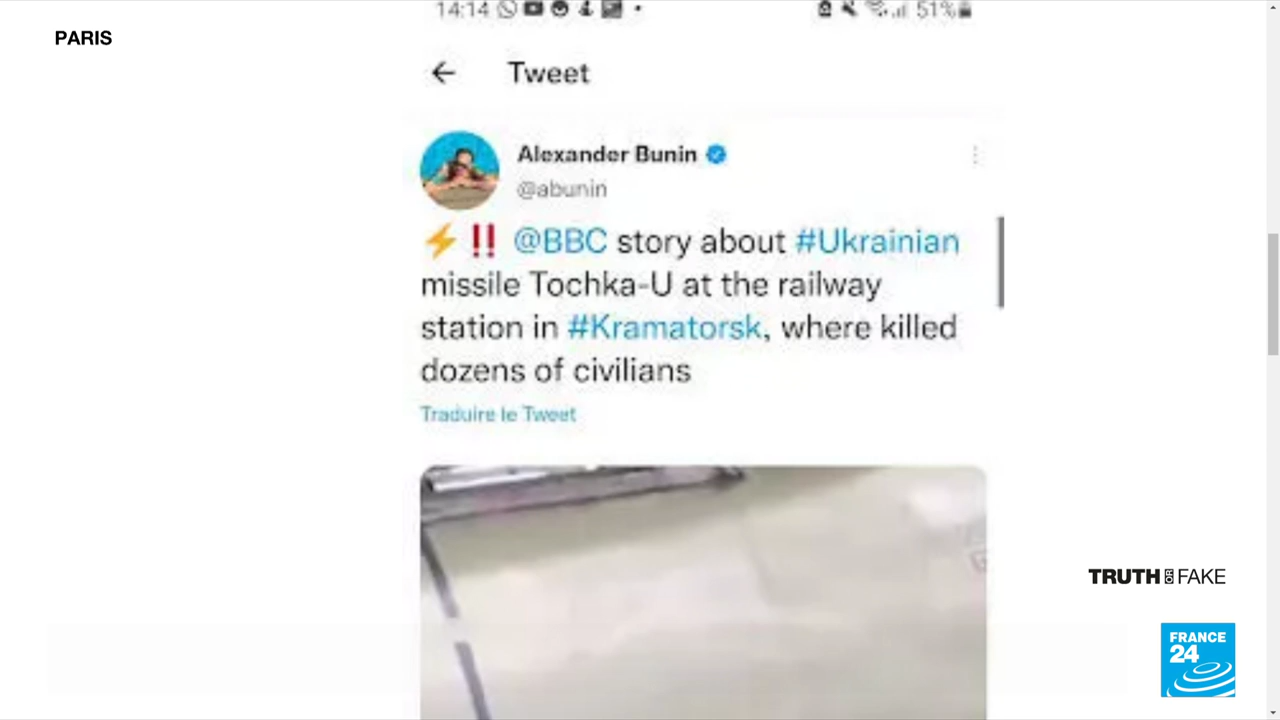 14:14
51%
PARIS
Tweet
Alexander Bunin
@abunin
⚡‼️ @BBC story about #Ukrainian
missile Tochka-U at the railway
station in #Kramatorsk, where killed
dozens of civilians
Traduire le Tweet
TRUTH OR FAKE
FRANCE
24